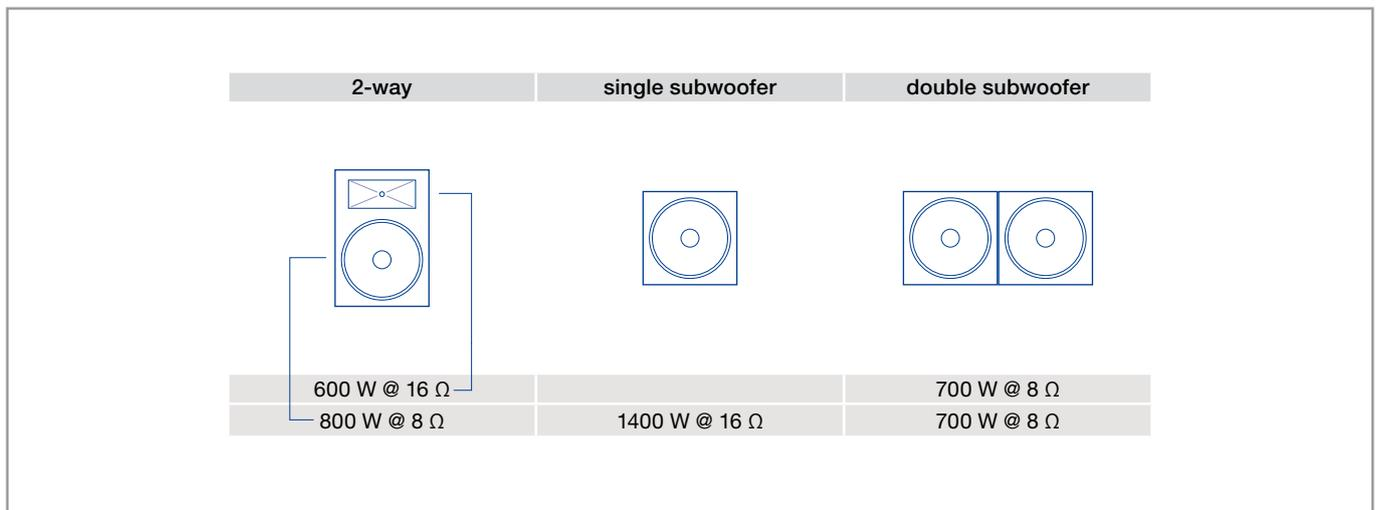 2-way single subwoofer double subwoofer
600 W @ 16 Ω 700 W @ 8 Ω
800 W @ 8 Ω 1400 W @ 16 Ω 700 W @ 8 Ω